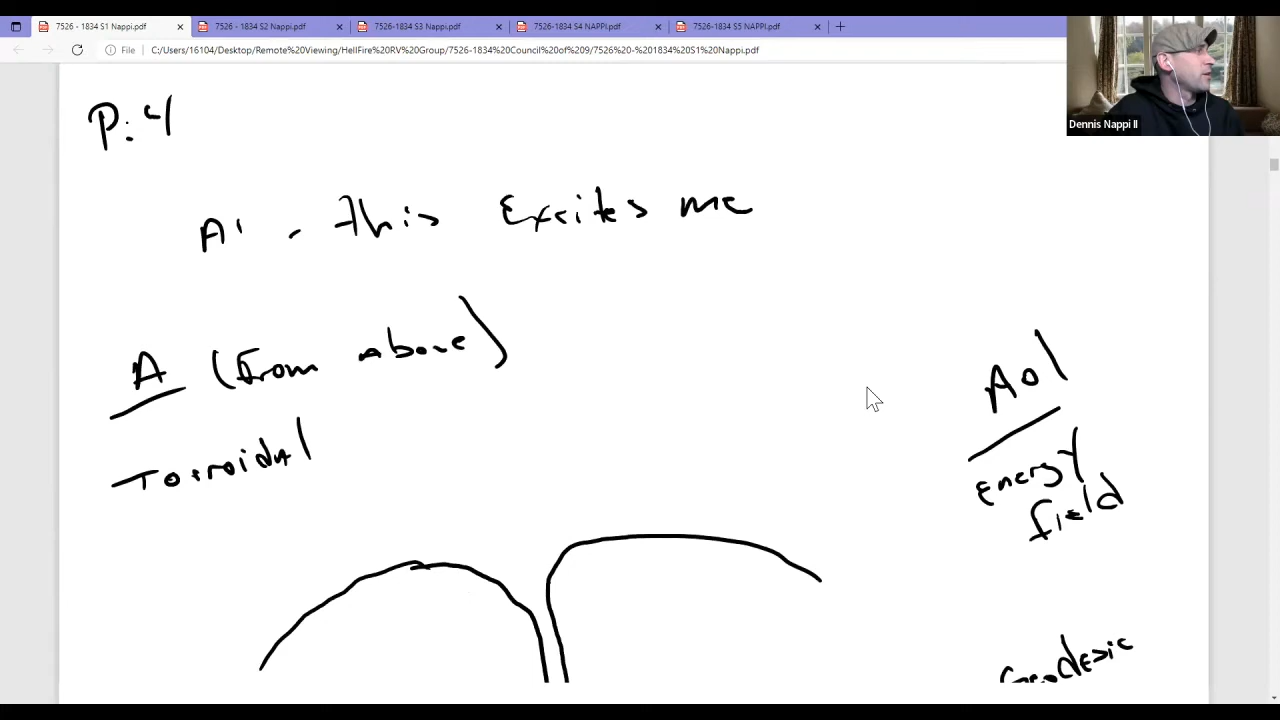 7526 - 1834 S1 Nappi.pdf
7526 - 1834 S2 Nappi.pdf
7526-1834 S3 Nappi.pdf
7526-1834 S4 NAPPI.pdf
7526-1834 S5 NAPPI.pdf
File
C:/Users/16104/Desktop/Remote%20Viewing/HellFire%20RV%20Group/7526-1834%20Council%20of%209/7526%20-%201834%20S1%20Nappi.pdf
Dennis Nappi II
P:4
A' - this Excites me
A (from above)
Toiroidal
AOl
Energy
field
Geodesic